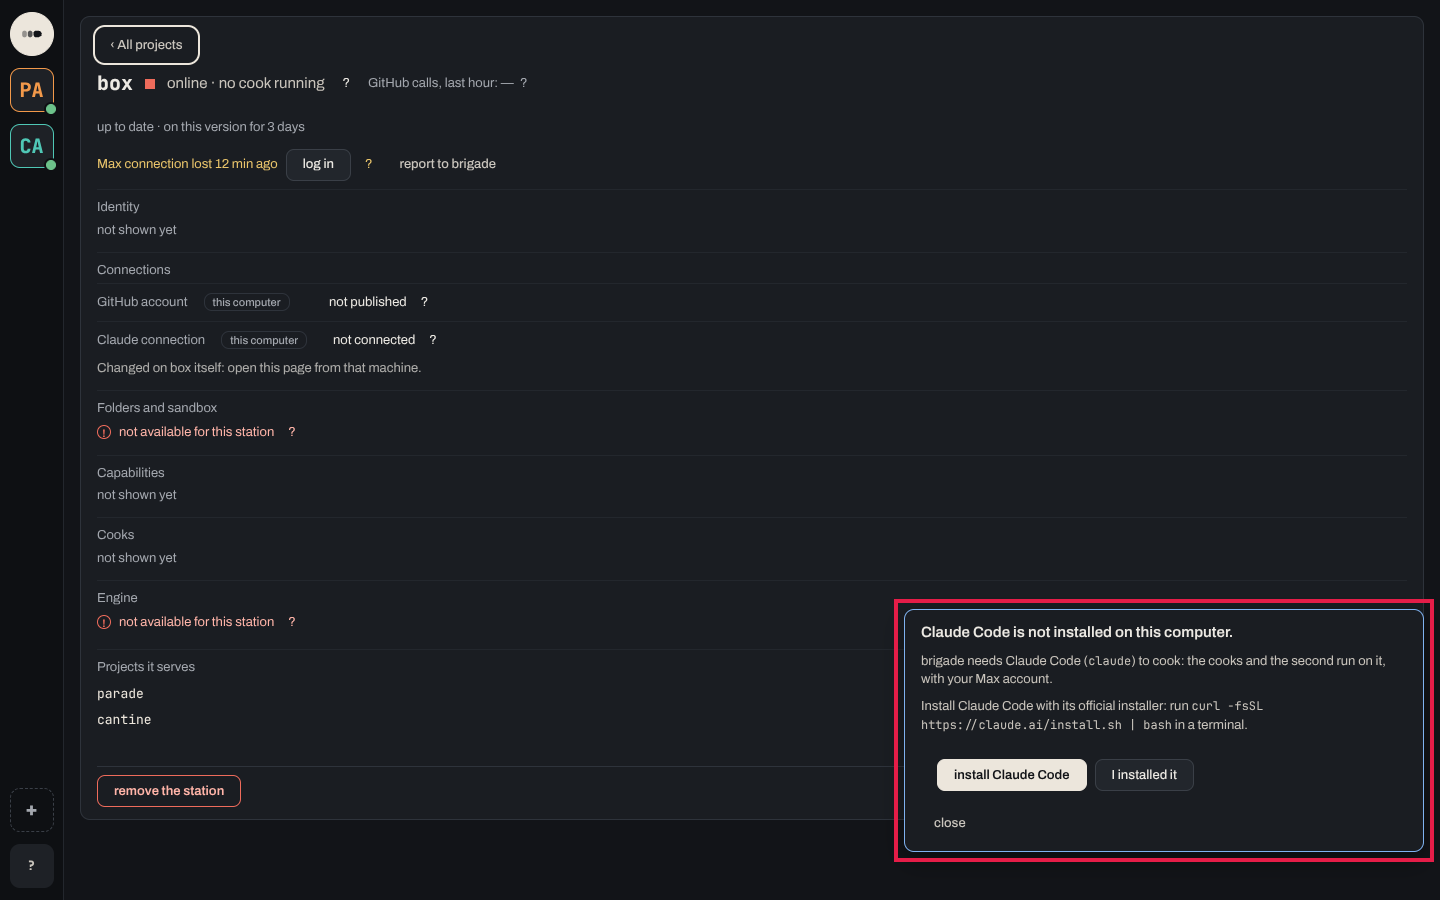 ‹ All projects
PA
box online · no cook running ? GitHub calls, last hour: — ?
CA
up to date · on this version for 3 days
Max connection lost 12 min ago log in ? report to brigade
Identity
not shown yet
Connections
GitHub account this computer not published ?
Claude connection this computer not connected ?
Changed on box itself: open this page from that machine.
Folders and sandbox
! not available for this station ?
Capabilities
not shown yet
Cooks
not shown yet
Engine
! not available for this station ?
Projects it serves
parade
cantine
remove the station
Claude Code is not installed on this computer.
brigade needs Claude Code (claude) to cook: the cooks and the second run on it,
with your Max account.
Install Claude Code with its official installer: run curl -fsSL
https://claude.ai/install.sh | bash in a terminal.
install Claude Code I installed it
close
+
?